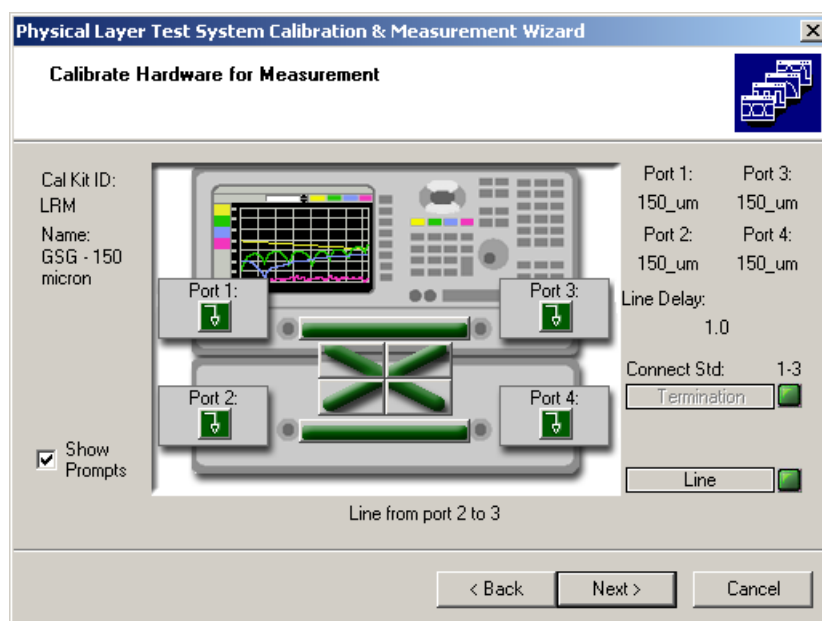 Physical Layer Test System Calibration & Measurement Wizard
Calibrate Hardware for Measurement
Cal Kit ID:
LRM
Name:
GSG - 150
micron
Show
Prompts
Port 1:
Port 3:
Port 2:
Port 4:
Line from port 2 to 3
Port 1: Port 3:
150_um 150_um
Port 2: Port 4:
150_um 150_um
Line Delay:
1.0
Connect Std: 1-3
Termination
Line
< Back
Next >
Cancel